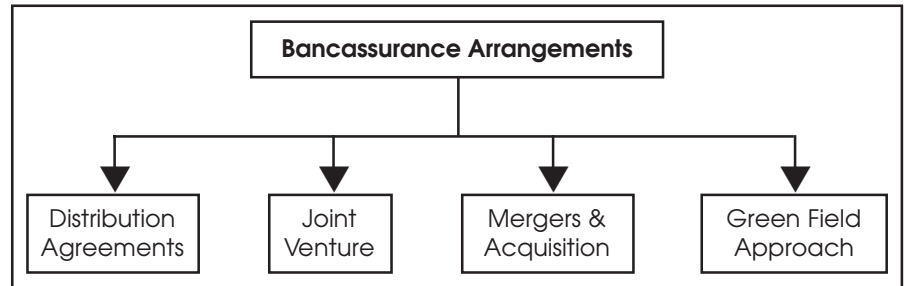 Bancassurance Arrangements
Distribution
Agreements
Joint
Venture
Mergers &
Acquisition
Green Field
Approach